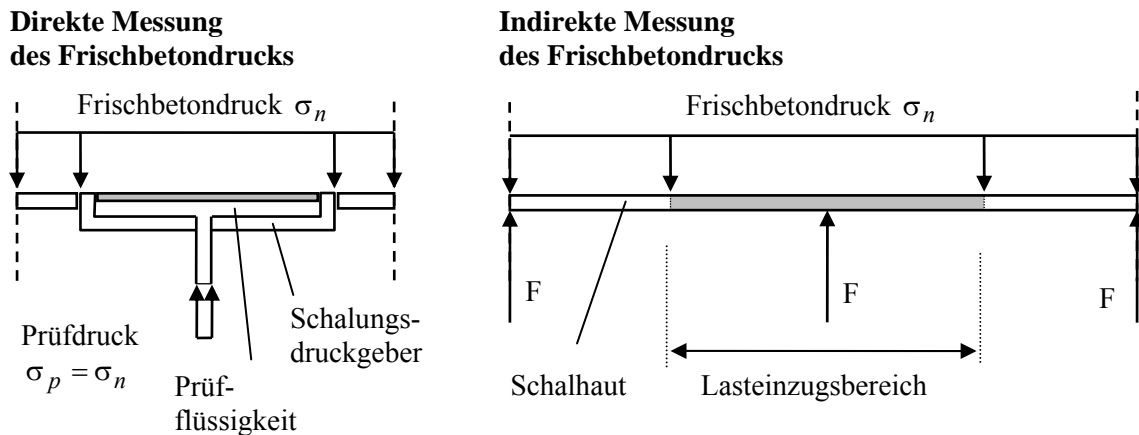 Direkte Messung
des Frischbetondrucks
Frischbetondruck σn
Prüfdruck
σp = σn
Schalungs-
druckgeber
Prüf-
flüssigkeit
Indirekte Messung
des Frischbetondrucks
Frischbetondruck σn
F
F
F
Schalhaut
Lasteinzugsbereich